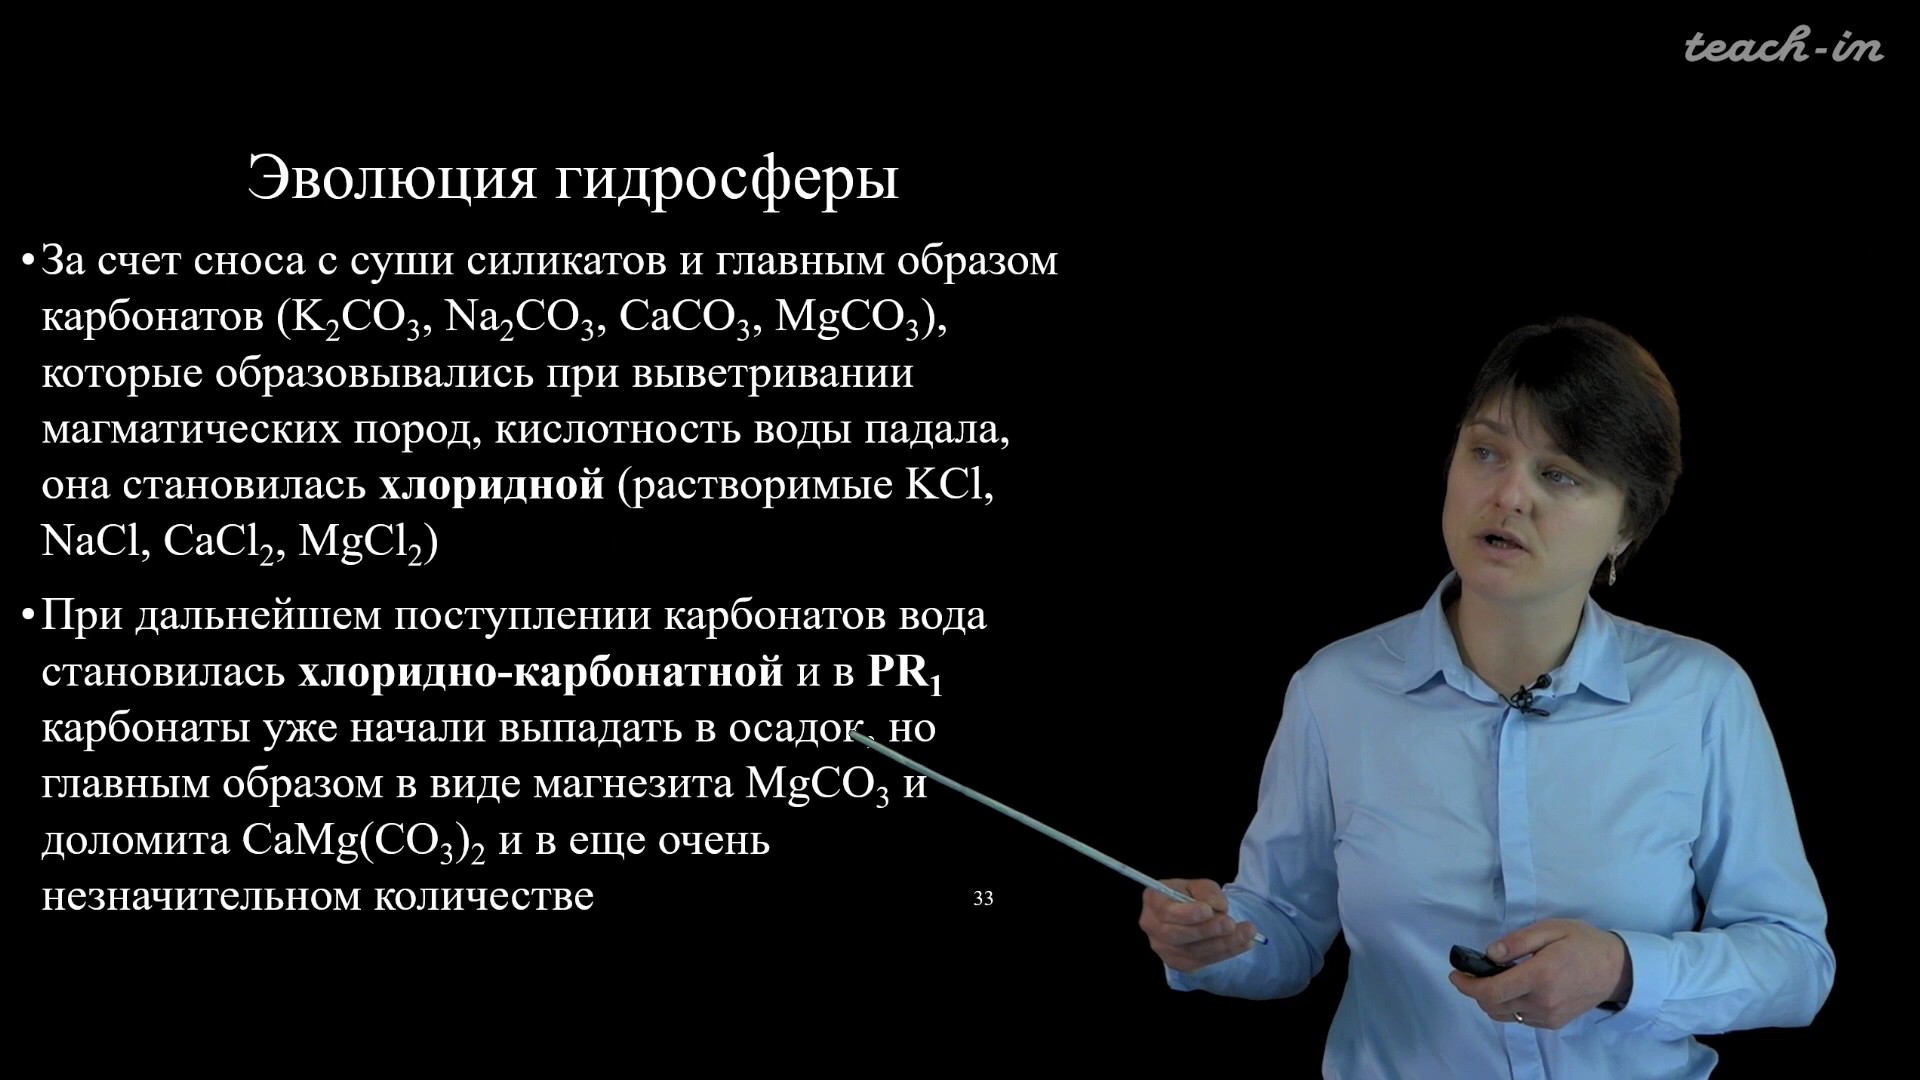 teach-in
Эволюция гидросферы
•За счет сноса с суши силикатов и главным образом
карбонатов (K₂CO₃, Na₂CO₃, CaCO₃, MgCO₃),
которые образовывались при выветривании
магматических пород, кислотность воды падала,
она становилась хлоридной (растворимые KCl,
NaCl, CaCl₂, MgCl₂)
•При дальнейшем поступлении карбонатов вода
становилась хлоридно-карбонатной и в PR₁
карбонаты уже начали выпадать в осадок, но
главным образом в виде магнезита MgCO₃ и
доломита CaMg(CO₃)₂ и в еще очень
незначительном количестве
33